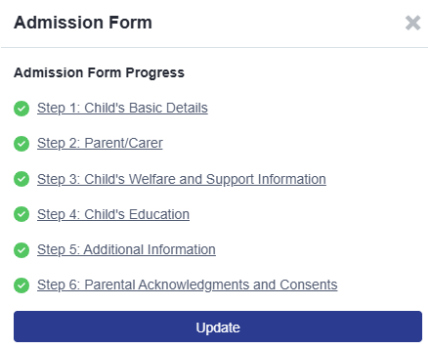 Admission Form
Admission Form Progress
Step 1: Child's Basic Details
Step 2: Parent/Carer
Step 3: Child's Welfare and Support Information
Step 4: Child's Education
Step 5: Additional Information
Step 6: Parental Acknowledgments and Consents
Update